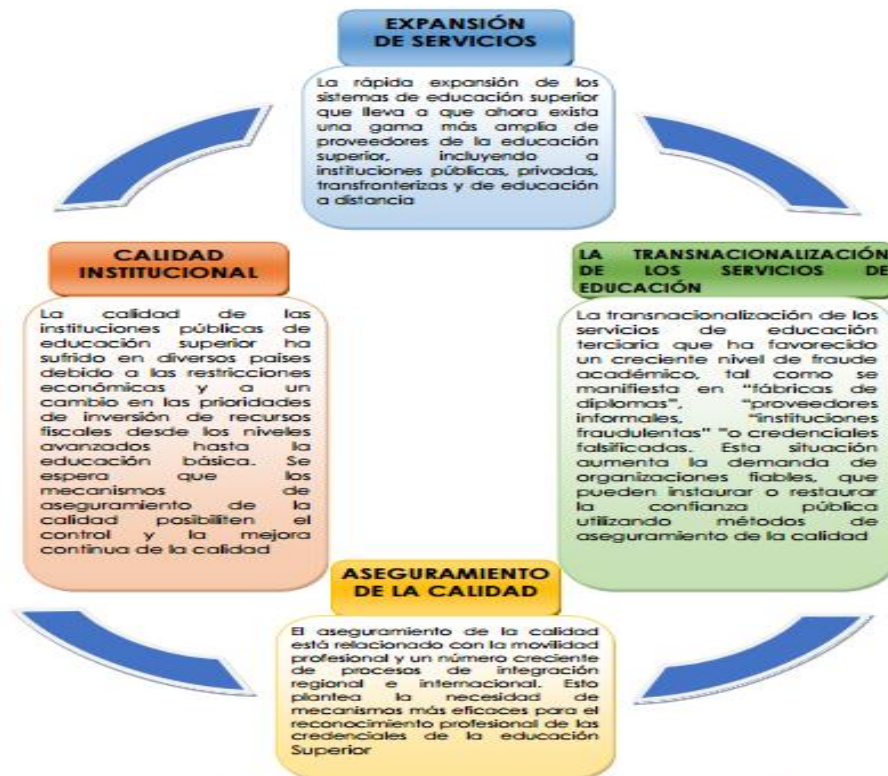 EXPANSIÓN
DE SERVICIOS
La rápida expansión de los
sistemas de educación superior
que lleva a que ahora exista
una gama más amplia de
proveedores de la educación
superior, incluyendo a
instituciones públicas, privadas,
transfronterizas y de educación
a distancia
CALIDAD
INSTITUCIONAL
La calidad de las
instituciones públicas de
educación superior ha
sufrido en diversos países
debido a las restricciones
económicas y a un
cambio en las prioridades
de inversión de recursos
fiscales desde los niveles
avanzados hasta la
educación básica. Se
espera que los
mecanismos de
aseguramiento de la
calidad posibiliten el
control y la mejora
continua de la calidad
LA TRANSNACIONALIZACIÓN
DE LOS SERVICIOS DE
EDUCACIÓN
La transnacionalización de los
servicios de educación
terciaria que ha favorecido
un creciente nivel de fraude
académico, tal como se
manifiesta en "fábricas de
diplomas", "proveedores
informales, "instituciones
fraudulentas" "o credenciales
falsificadas. Esta situación
aumenta la demanda de
organizaciones fiables, que
pueden instaurar o restaurar
la confianza pública
utilizando métodos de
aseguramiento de la calidad
ASEGURAMIENTO
DE LA CALIDAD
El aseguramiento de la calidad
está relacionado con la movilidad
profesional y un número creciente
de procesos de integración
regional e internacional. Esto
plantea la necesidad de
mecanismos más eficaces para el
reconocimiento profesional de las
credenciales de la educación
Superior